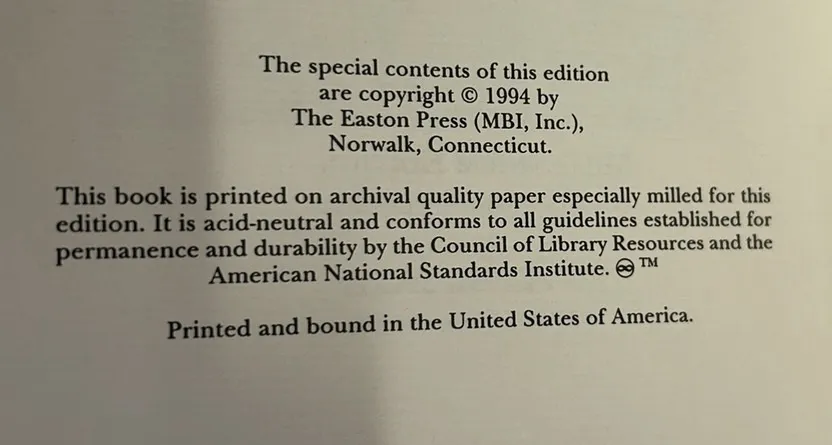 The special contents of this edition
are copyright © 1994 by
The Easton Press (MBI, Inc.),
Norwalk, Connecticut.
This book is printed on archival quality paper especially milled for this
edition. It is acid-neutral and conforms to all guidelines established for
permanence and durability by the Council of Library Resources and the
American National Standards Institute. ♾ ™
Printed and bound in the United States of America.